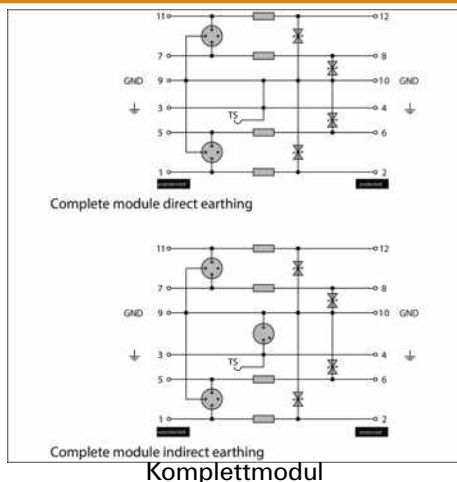 11 12
7 8
GND 9 10 GND
3 4
TS
5 6
1 2
Complete module direct earthing
11 12
7 8
GND 9 10 GND
3 4
TS
5 6
1 2
Complete module indirect earthing
Komplettmodul